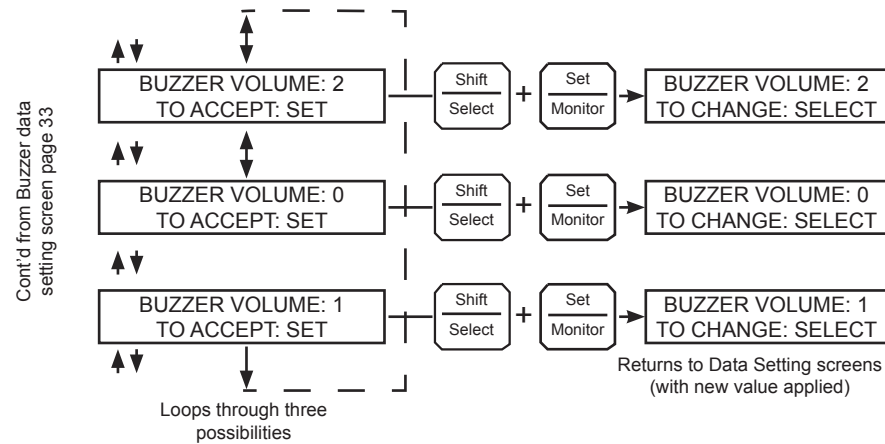 Cont'd from Buzzer data
setting screen page 33
BUZZER VOLUME: 2
TO ACCEPT: SET
Shift
Select
+
Set
Monitor
BUZZER VOLUME: 2
TO CHANGE: SELECT
BUZZER VOLUME: 0
TO ACCEPT: SET
Shift
Select
+
Set
Monitor
BUZZER VOLUME: 0
TO CHANGE: SELECT
BUZZER VOLUME: 1
TO ACCEPT: SET
Shift
Select
+
Set
Monitor
BUZZER VOLUME: 1
TO CHANGE: SELECT
Loops through three
possibilities
Returns to Data Setting screens
(with new value applied)